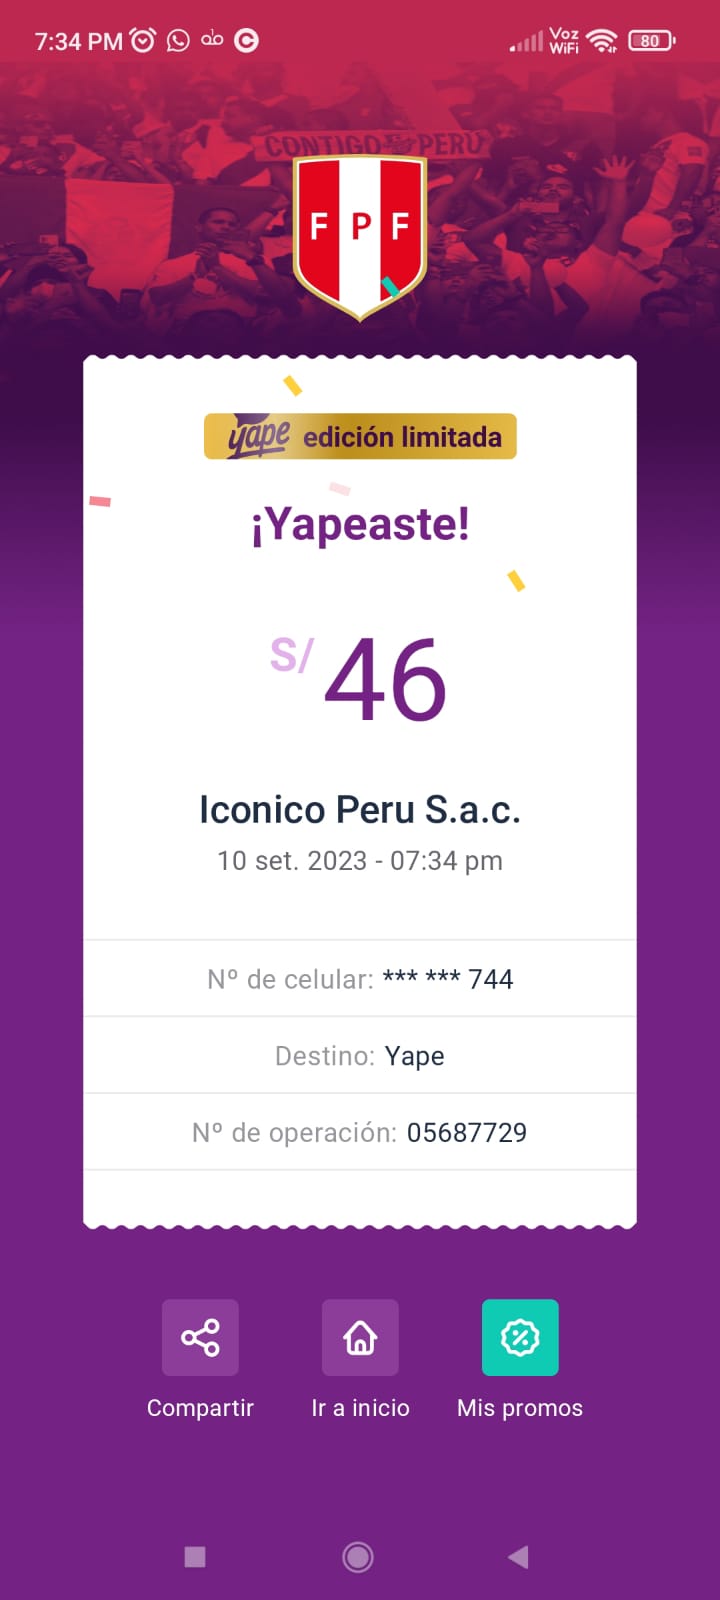 7:34 PM
Voz
WiFi
80
CONTIGO PERÚ
F P F
yape edición limitada
¡Yapeaste!
S/ 46
Iconico Peru S.a.c.
10 set. 2023 - 07:34 pm
Nº de celular: *** *** 744
Destino: Yape
Nº de operación: 05687729
Compartir
Ir a inicio
Mis promos